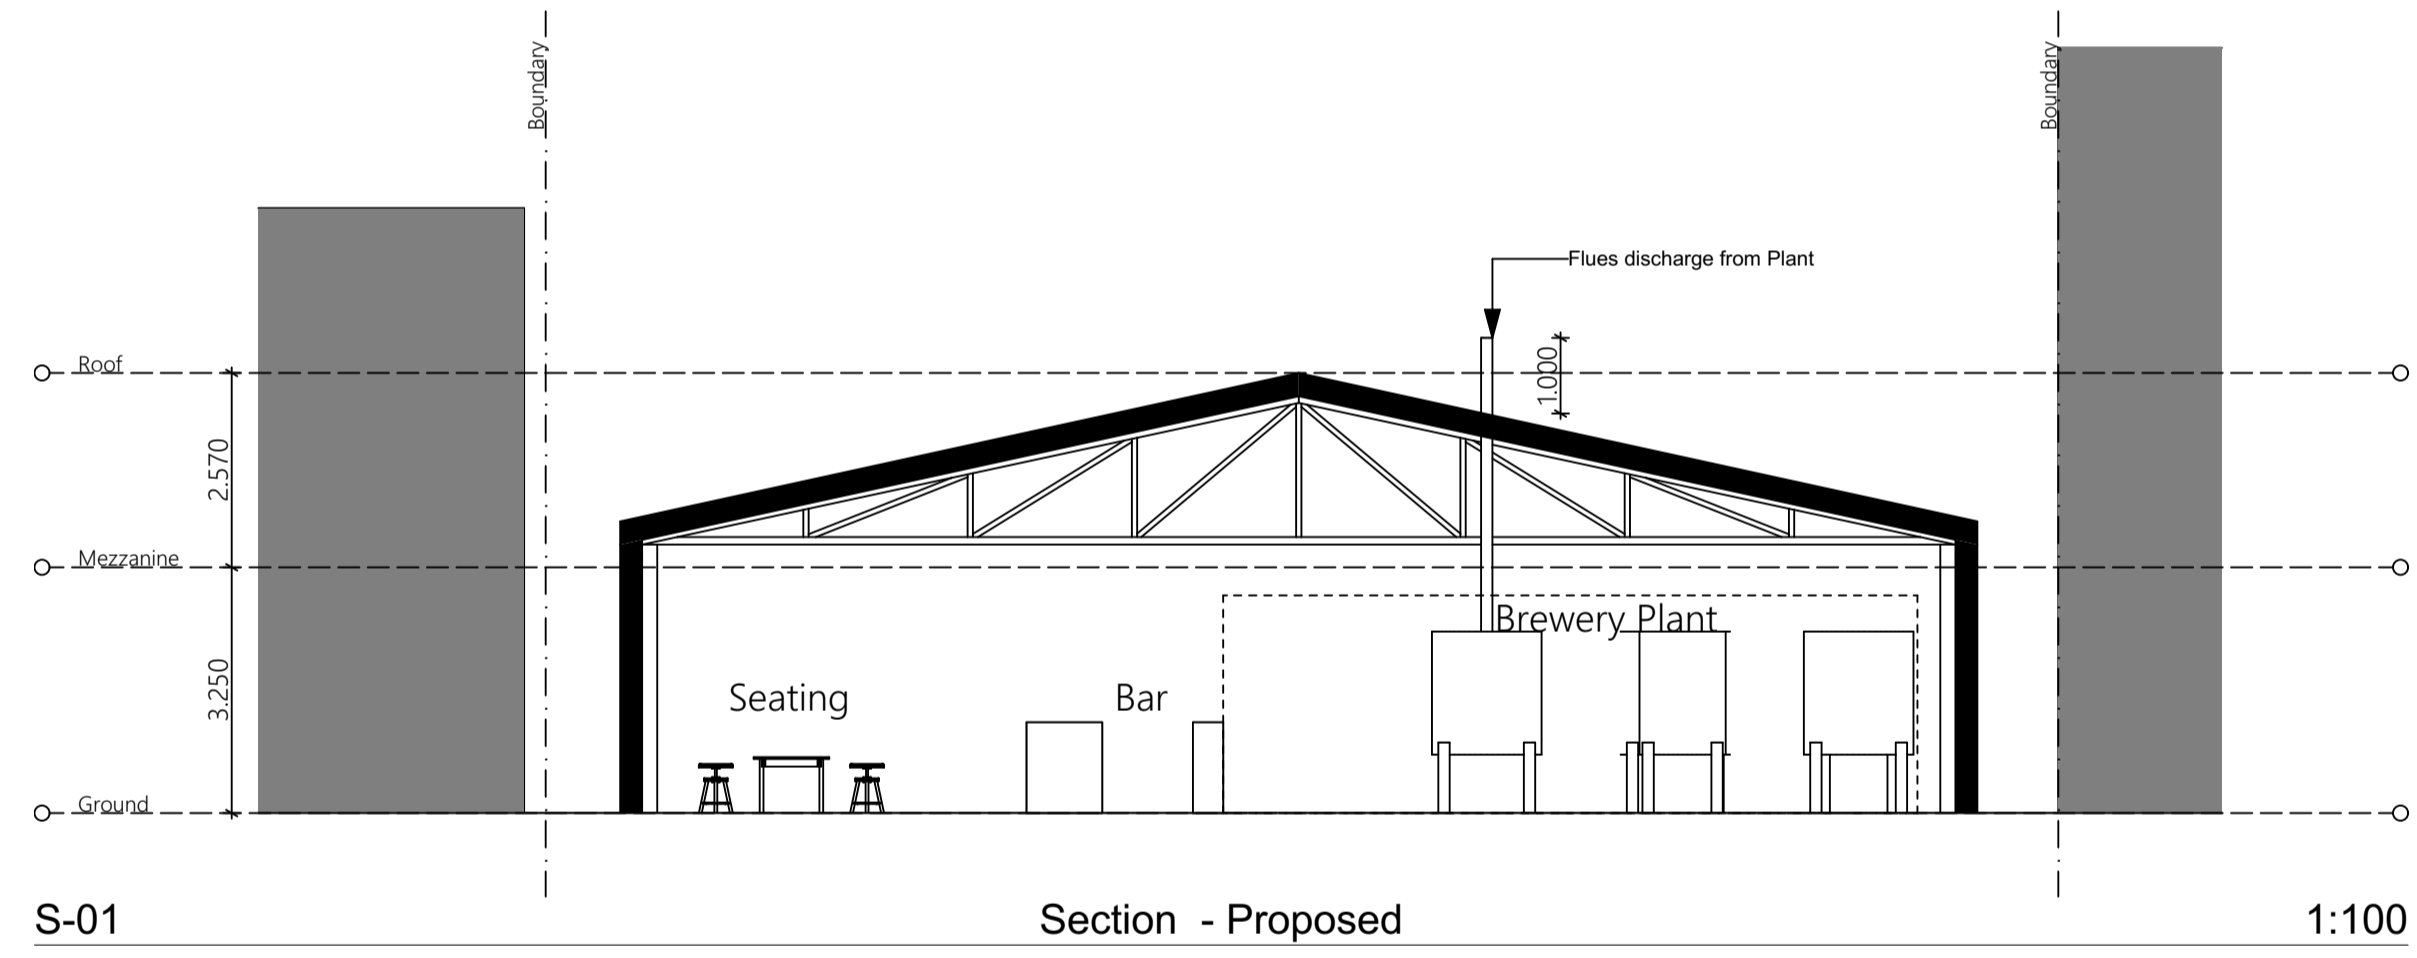 Boundary
Boundary
Flues discharge from Plant
Roof
1.000
2.570
Mezzanine
Brewery Plant
3.250
Seating
Bar
Ground
S-01
Section - Proposed
1:100